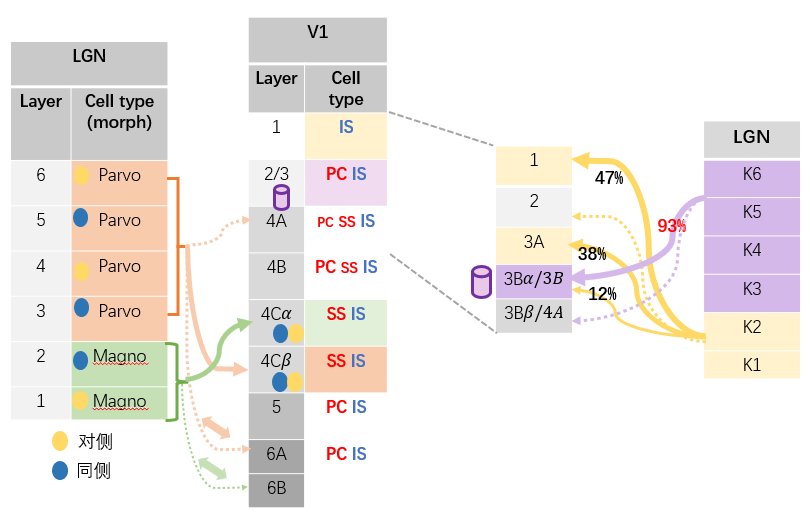 LGN
Layer Cell type (morph)
6 Parvo
5 Parvo
4 Parvo
3 Parvo
2 Magno
1 Magno
对侧
同侧
V1
Layer Cell type
1 IS
2/3 PC IS
4A PC SS IS
4B PC SS IS
4Cα SS IS
4Cβ SS IS
5 PC IS
6A PC IS
6B
1
2
3A
3Bα/3B
3Bβ/4A
47%
93%
38%
12%
LGN
K6
K5
K4
K3
K2
K1